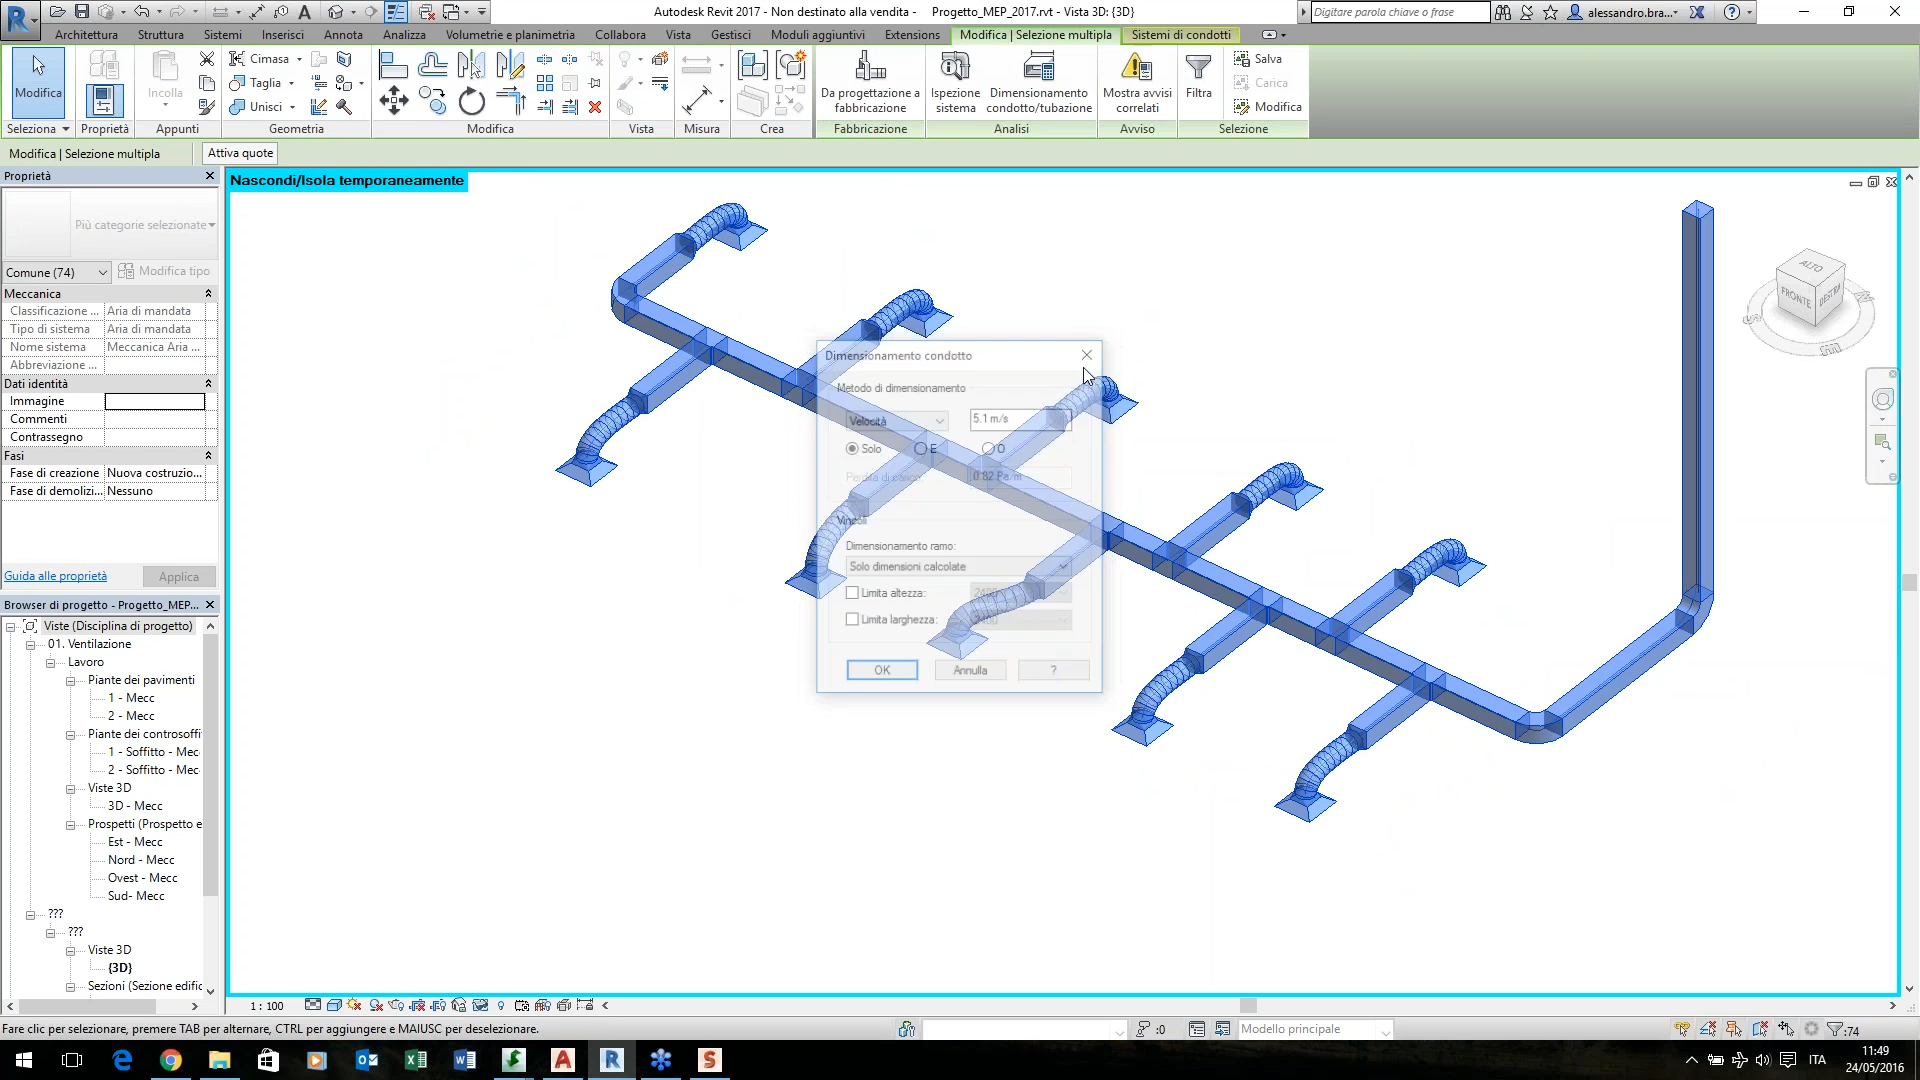 Autodesk Revit 2017 - Non destinato alla vendita - Progetto_MEP_2017.rvt - Vista 3D: {3D}
Digitare parola chiave o frase
alessandro.bra...
Architettura Struttura Sistemi Inserisci Annota Analizza Volumetrie e planimetria Collabora Vista Gestisci Moduli aggiuntivi Extensions Modifica | Selezione multipla Sistemi di condotti
Modifica
Incolla
Cimasa
Taglia
Unisci
Da progettazione a fabbricazione
Ispezione sistema
Dimensionamento condotto/tubazione
Mostra avvisi correlati
Filtra
Salva
Carica
Modifica
Seleziona Proprietà Appunti Geometria Modifica Vista Misura Crea Fabbricazione Analisi Avviso Selezione
Modifica | Selezione multipla
Attiva quote
Proprietà
Più categorie selezionate
Comune (74)
Modifica tipo
Meccanica
Classificazione ... Aria di mandata
Tipo di sistema Aria di mandata
Nome sistema Meccanica Aria ...
Abbreviazione ...
Dati identità
Immagine
Commenti
Contrassegno
Fasi
Fase di creazione Nuova costruzio...
Fase di demolizi... Nessuno
Guida alle proprietà
Applica
Browser di progetto - Progetto_MEP...
Viste (Disciplina di progetto)
01. Ventilazione
Lavoro
Piante dei pavimenti
1 - Mecc
2 - Mecc
Piante dei controsoffi
1 - Soffitto - Mec
2 - Soffitto - Mec
Viste 3D
3D - Mecc
Prospetti (Prospetto e
Est - Mecc
Nord - Mecc
Ovest - Mecc
Sud- Mecc
???
???
Viste 3D
{3D}
Sezioni (Sezione edific
Nascondi/Isola temporaneamente
ALTO
FRONTE
DESTRA
Dimensionamento condotto
Metodo di dimensionamento
Velocità
5.1 m/s
Solo E O
0.82 Pa/m
Vincoli
Dimensionamento ramo:
Solo dimensioni calcolate
Limita altezza: 2400
Limita larghezza: 2400
OK Annulla ?
1 : 100
Fare clic per selezionare, premere TAB per alternare, CTRL per aggiungere e MAIUSC per deselezionare.
:0
Modello principale
:74
ITA
11:49
24/05/2016